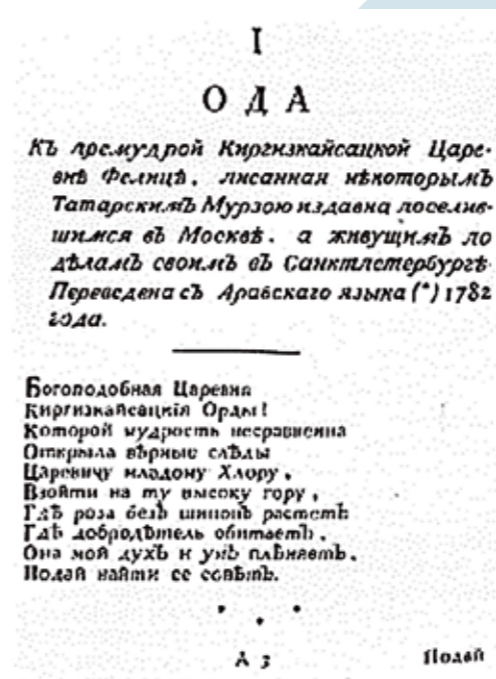 I
ОДА
Къ премудрой Киргизкайсацкой Царе-
внѣ Фелицѣ, писанная нѣкоторымъ
Татарскимъ Мурзою издавна поселив-
шимся въ Москвѣ, а живущимъ по
дѣламъ своимъ въ Санктпетербургѣ
Переведена съ Арабскаго языка (*) 1782
года.
Богоподобная Царевна
Киргизкайсацкія Орды!
Которой мудрость несравненна
Открыла вѣрные слѣды
Царевичу младому Хлору,
Взойти на ту высоку гору,
Гдѣ роза безъ шиповъ растетъ
Гдѣ добродѣтель обитаетъ,
Она мой духъ и умъ плѣняетъ,
Подай найти ее совѣтъ.
А 3
Подай